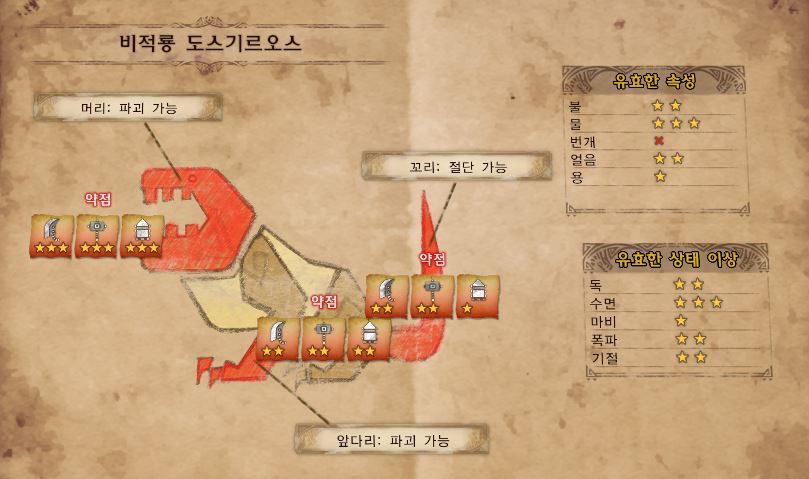 비적룡 도스기르오스
머리: 파괴 가능
꼬리: 절단 가능
약점
약점
약점
앞다리: 파괴 가능
유효한 속성
불
물
번개
얼음
용
유효한 상태 이상
독
수면
마비
폭파
기절